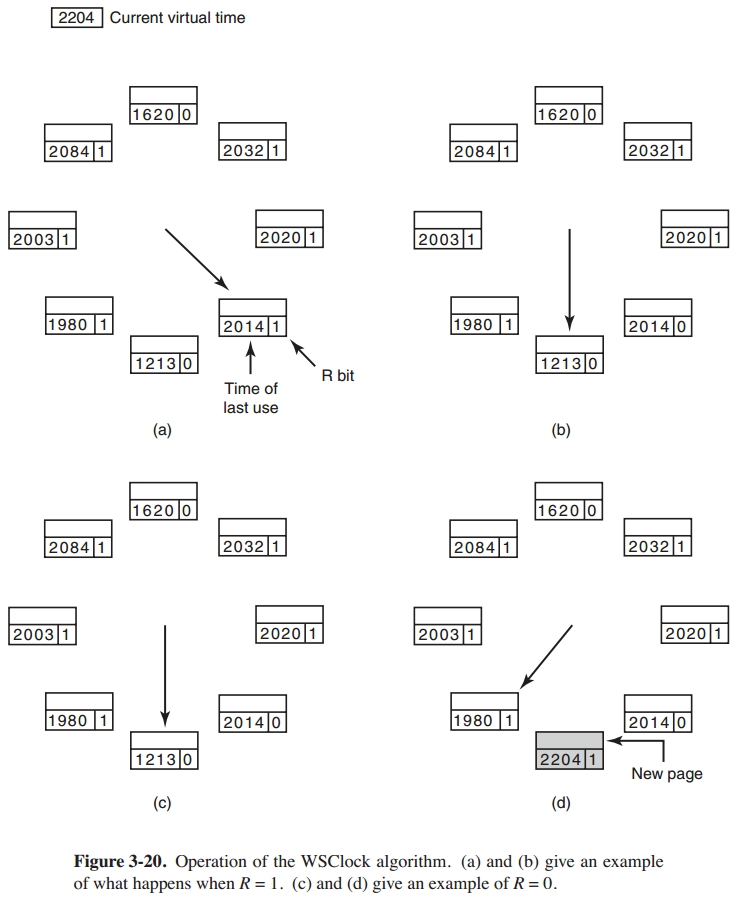 2204 Current virtual time
1620 0
1620 0
2084 1
2032 1
2084 1
2032 1
2003 1
2020 1
2003 1
2020 1
1980 1
2014 1
1980 1
2014 0
1213 0
1213 0
Time of
last use
R bit
(a)
(b)
1620 0
1620 0
2084 1
2032 1
2084 1
2032 1
2003 1
2020 1
2003 1
2020 1
1980 1
2014 0
1980 1
2014 0
1213 0
2204 1
New page
(c)
(d)
Figure 3-20. Operation of the WSClock algorithm. (a) and (b) give an example
of what happens when R = 1. (c) and (d) give an example of R = 0.